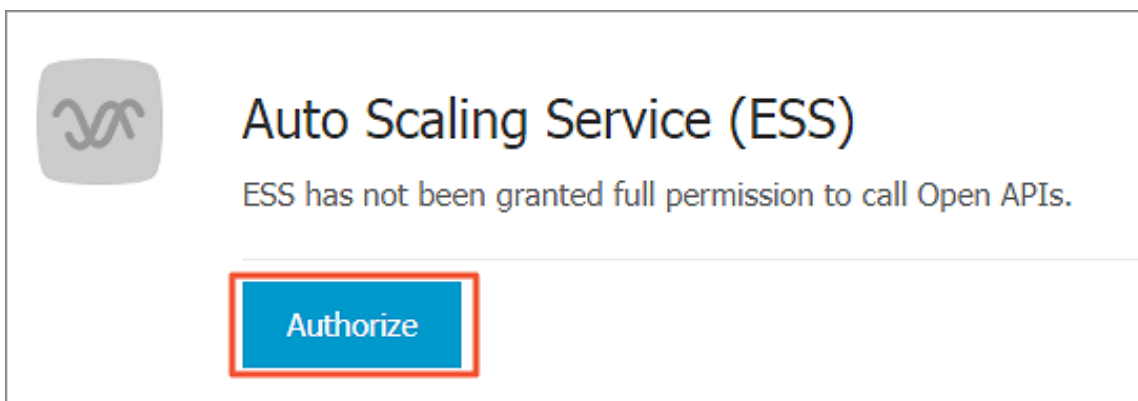 Auto Scaling Service (ESS)
ESS has not been granted full permission to call Open APIs.
Authorize